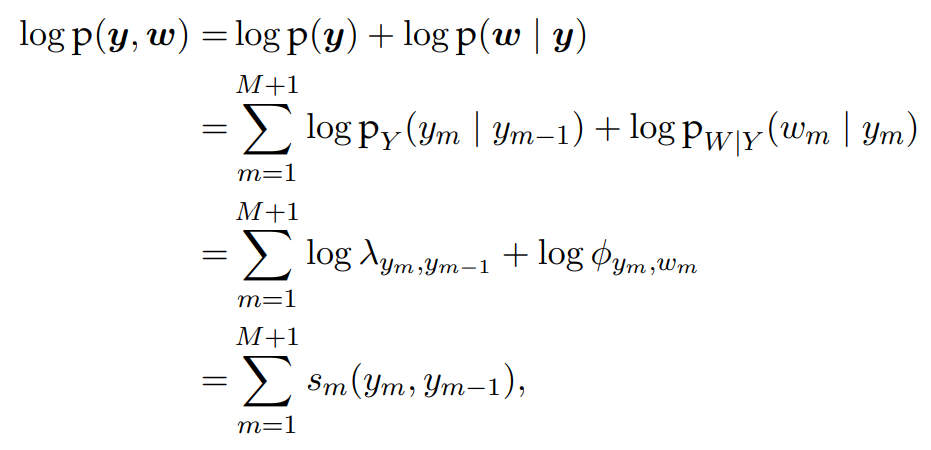 log p(y, w) = log p(y) + log p(w | y)
= ∑_{m=1}^{M+1} log p_Y(y_m | y_{m−1}) + log p_{W|Y}(w_m | y_m)
= ∑_{m=1}^{M+1} log λ_{y_m,y_{m−1}} + log ϕ_{y_m,w_m}
= ∑_{m=1}^{M+1} s_m(y_m, y_{m−1}),